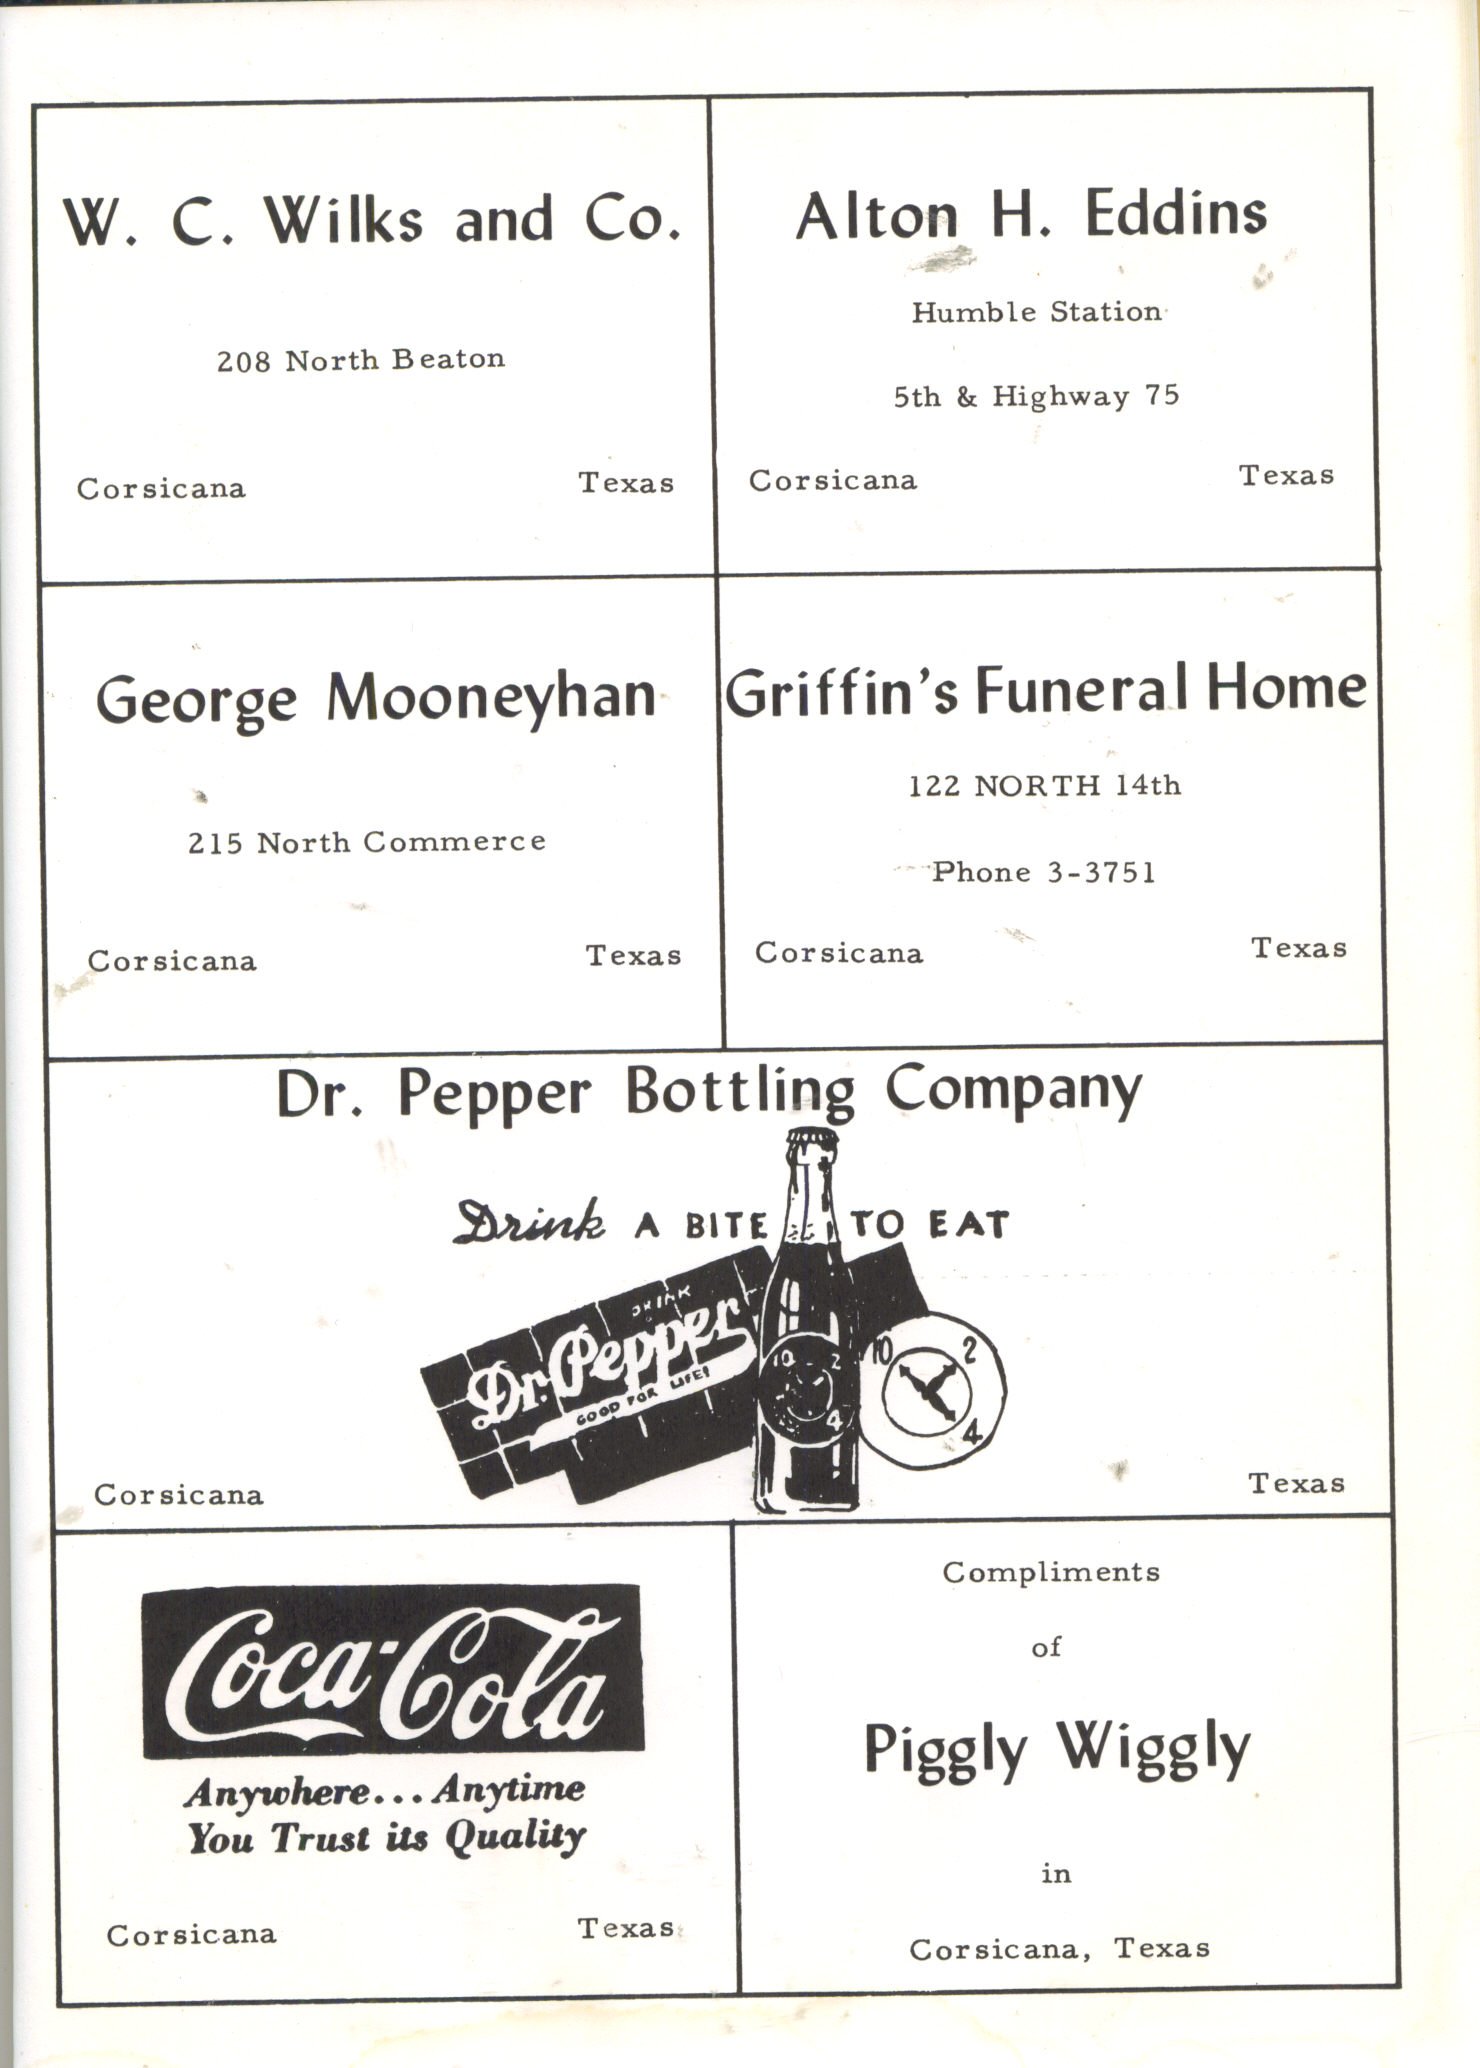 W. C. Wilks and Co.
208 North Beaton
Corsicana Texas
Alton H. Eddins
Humble Station
5th & Highway 75
Corsicana Texas
George Mooneyhan
215 North Commerce
Corsicana Texas
Griffin's Funeral Home
122 NORTH 14th
Phone 3-3751
Corsicana Texas
Dr. Pepper Bottling Company
Drink A BITE TO EAT
DRINK
Dr. Pepper
GOOD FOR LIFE!
10 2
4
10 2
4
Corsicana Texas
Coca-Cola
Anywhere... Anytime
You Trust its Quality
Corsicana Texas
Compliments
of
Piggly Wiggly
in
Corsicana, Texas